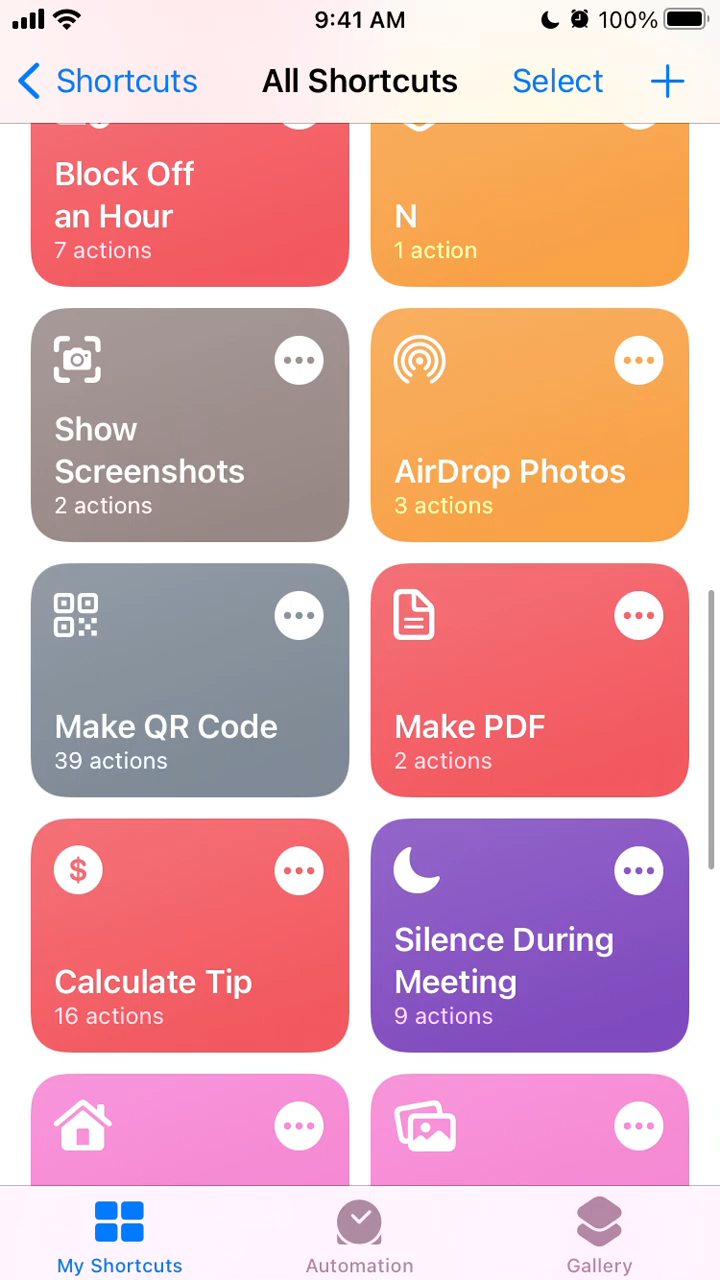 9:41 AM
100%
Shortcuts
All Shortcuts
Select
Block Off
an Hour
7 actions
N
1 action
Show
Screenshots
2 actions
AirDrop Photos
3 actions
Make QR Code
39 actions
Make PDF
2 actions
$
Calculate Tip
16 actions
Silence During
Meeting
9 actions
My Shortcuts
Automation
Gallery